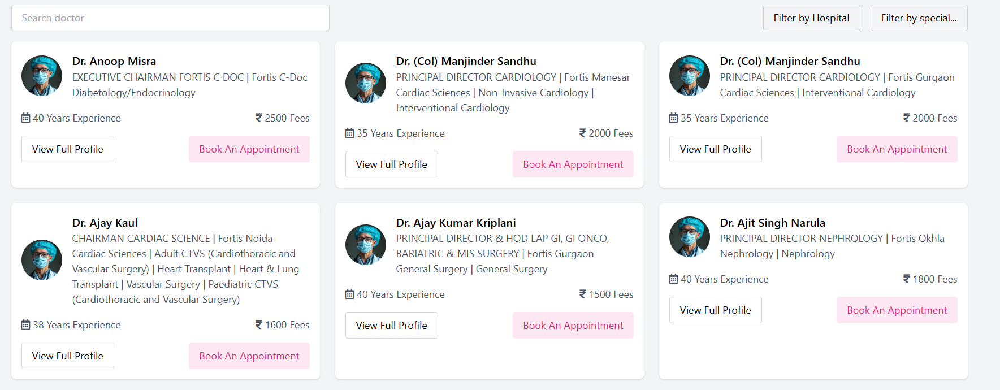 Search doctor
Filter by Hospital
Filter by special...
Dr. Anoop Misra
EXECUTIVE CHAIRMAN FORTIS C DOC | Fortis C-Doc
Diabetology/Endocrinology
40 Years Experience
₹ 2500 Fees
View Full Profile
Book An Appointment
Dr. (Col) Manjinder Sandhu
PRINCIPAL DIRECTOR CARDIOLOGY | Fortis Manesar
Cardiac Sciences | Non-Invasive Cardiology |
Interventional Cardiology
35 Years Experience
₹ 2000 Fees
View Full Profile
Book An Appointment
Dr. (Col) Manjinder Sandhu
PRINCIPAL DIRECTOR CARDIOLOGY | Fortis Gurgaon
Cardiac Sciences | Interventional Cardiology
35 Years Experience
₹ 2000 Fees
View Full Profile
Book An Appointment
Dr. Ajay Kaul
CHAIRMAN CARDIAC SCIENCE | Fortis Noida
Cardiac Sciences | Adult CTVS (Cardiothoracic and
Vascular Surgery) | Heart Transplant | Heart & Lung
Transplant | Vascular Surgery | Paediatric CTVS
(Cardiothoracic and Vascular Surgery)
38 Years Experience
₹ 1600 Fees
View Full Profile
Book An Appointment
Dr. Ajay Kumar Kriplani
PRINCIPAL DIRECTOR & HOD LAP GI, GI ONCO,
BARIATRIC & MIS SURGERY | Fortis Gurgaon
General Surgery | General Surgery
40 Years Experience
₹ 1500 Fees
View Full Profile
Book An Appointment
Dr. Ajit Singh Narula
PRINCIPAL DIRECTOR NEPHROLOGY | Fortis Okhla
Nephrology | Nephrology
40 Years Experience
₹ 1800 Fees
View Full Profile
Book An Appointment